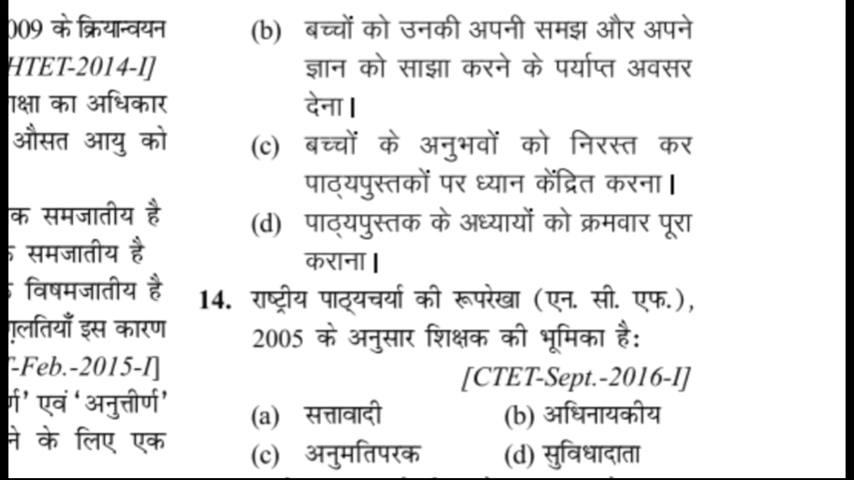 009 के क्रियान्वयन
HTET-2014-I]
का अधिकार
औसत आयु को
क समजातीय है
समजातीय है
विषमजातीय है
ग़लतियाँ इस कारण
T-Feb.-2015-I]
र्ण' एवं 'अनुत्तीर्ण'
ने के लिए एक
(b) बच्चों को उनकी अपनी समझ और अपने
ज्ञान को साझा करने के पर्याप्त अवसर
देना।
(c) बच्चों के अनुभवों को निरस्त कर
पाठ्यपुस्तकों पर ध्यान केंद्रित करना।
(d) पाठ्यपुस्तक के अध्यायों को क्रमवार पूरा
कराना।
14. राष्ट्रीय पाठ्यचर्या की रूपरेखा (एन. सी. एफ.),
2005 के अनुसार शिक्षक की भूमिका है:
[CTET-Sept.-2016-I]
(a) सत्तावादी (b) अधिनायकीय
(c) अनुमतिपरक (d) सुविधादाता